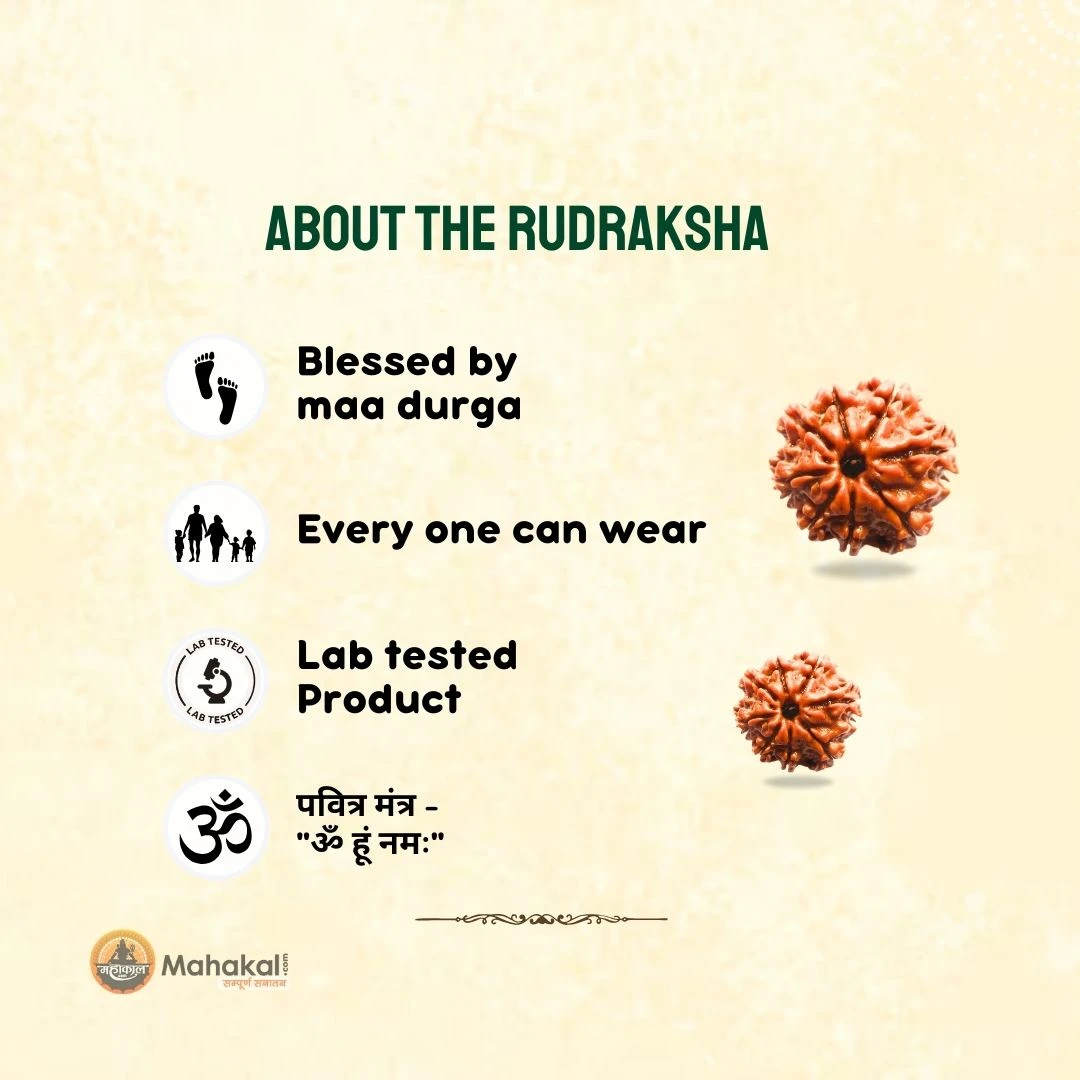 ABOUT THE RUDRAKSHA
Blessed by
maa durga
Every one can wear
LAB TESTED
LAB TESTED
Lab tested
Product
पवित्र मंत्र -
"ॐ हूं नमः"
महाकाल
Mahakal.com
सम्पूर्ण सनातन